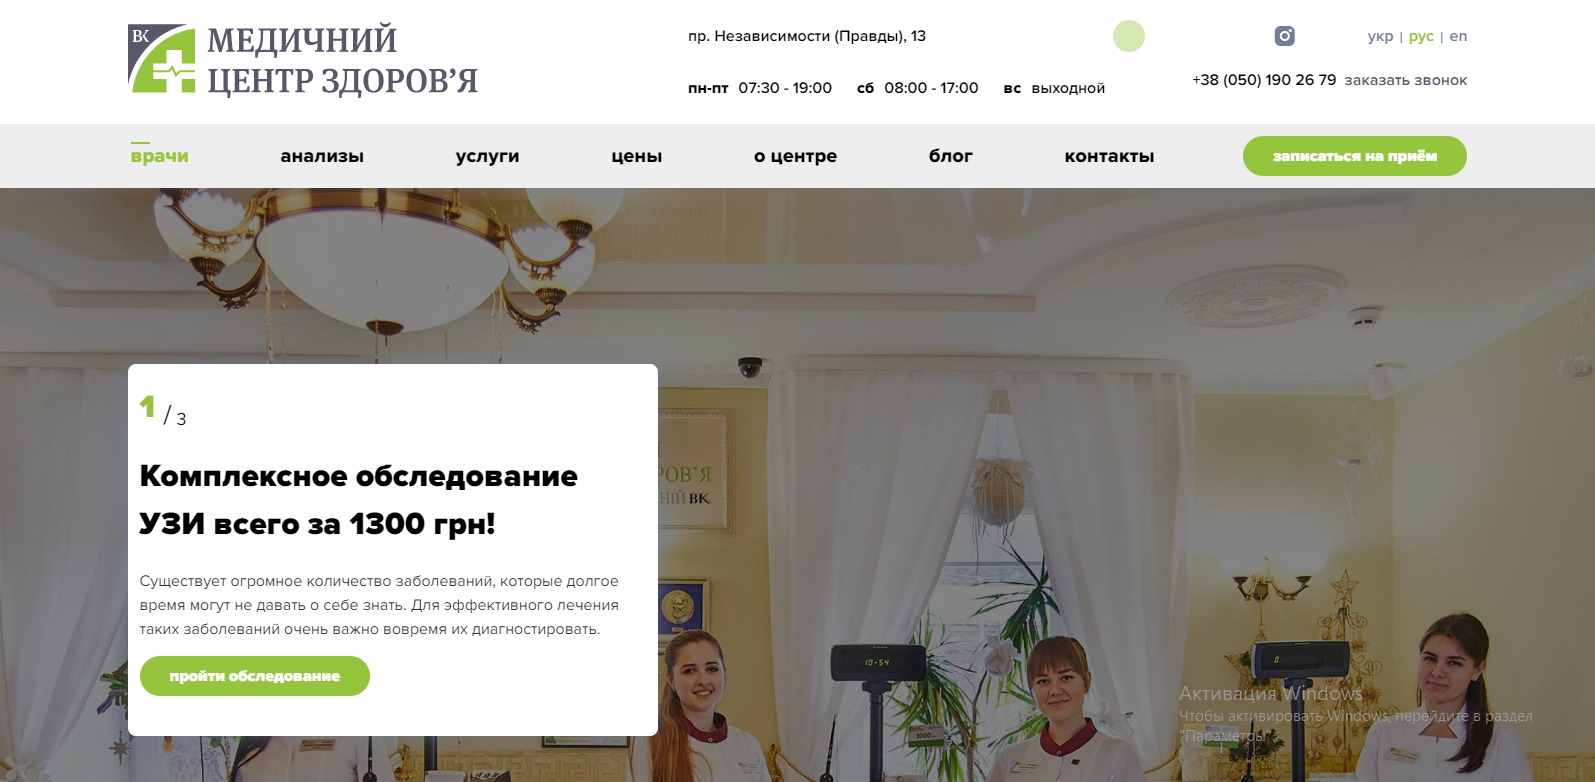 ВК
МЕДИЧНИЙ
ЦЕНТР ЗДОРОВ’Я
пр. Независимости (Правды), 13
укр | рус | en
пн-пт 07:30 - 19:00 сб 08:00 - 17:00 вс выходной
+38 (050) 190 26 79 заказать звонок
врачи анализы услуги цены о центре блог контакты записаться на приём
1 / 3
Комплексное обследование
УЗИ всего за 1300 грн!
Существует огромное количество заболеваний, которые долгое
время могут не давать о себе знать. Для эффективного лечения
таких заболеваний очень важно вовремя их диагностировать.
пройти обследование
ОРОВ’Я
ВК
10-54
0
1000
Активация Windows
Чтобы активировать Windows, перейдите в раздел
"Параметры".